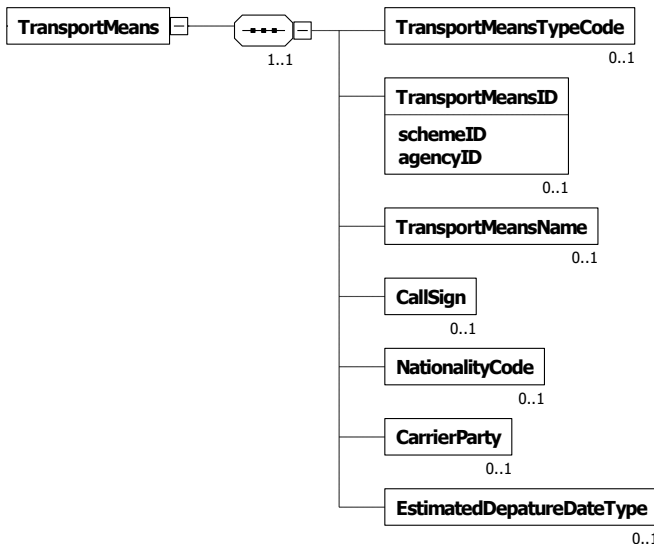 TransportMeans
1..1
TransportMeansTypeCode
0..1
TransportMeansID
schemeID
agencyID
0..1
TransportMeansName
0..1
CallSign
0..1
NationalityCode
0..1
CarrierParty
0..1
EstimatedDepatureDateType
0..1